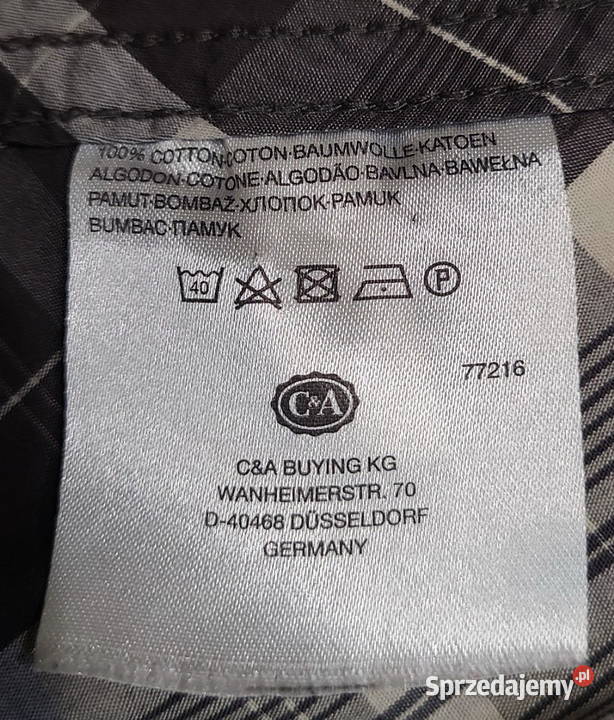 100% COTTON·COTON·BAUMWOLLE·KATOEN
ALGODON·COTONE·ALGODÃO·BAVLNA·BAWEŁNA
PAMUT·BOMBAŽ·ХЛОПОК·PAMUK
BUMBAC·ПАМУК
40
P
77216
C&A
C&A BUYING KG
WANHEIMERSTR. 70
D-40468 DÜSSELDORF
GERMANY
Sprzedajemy.pl